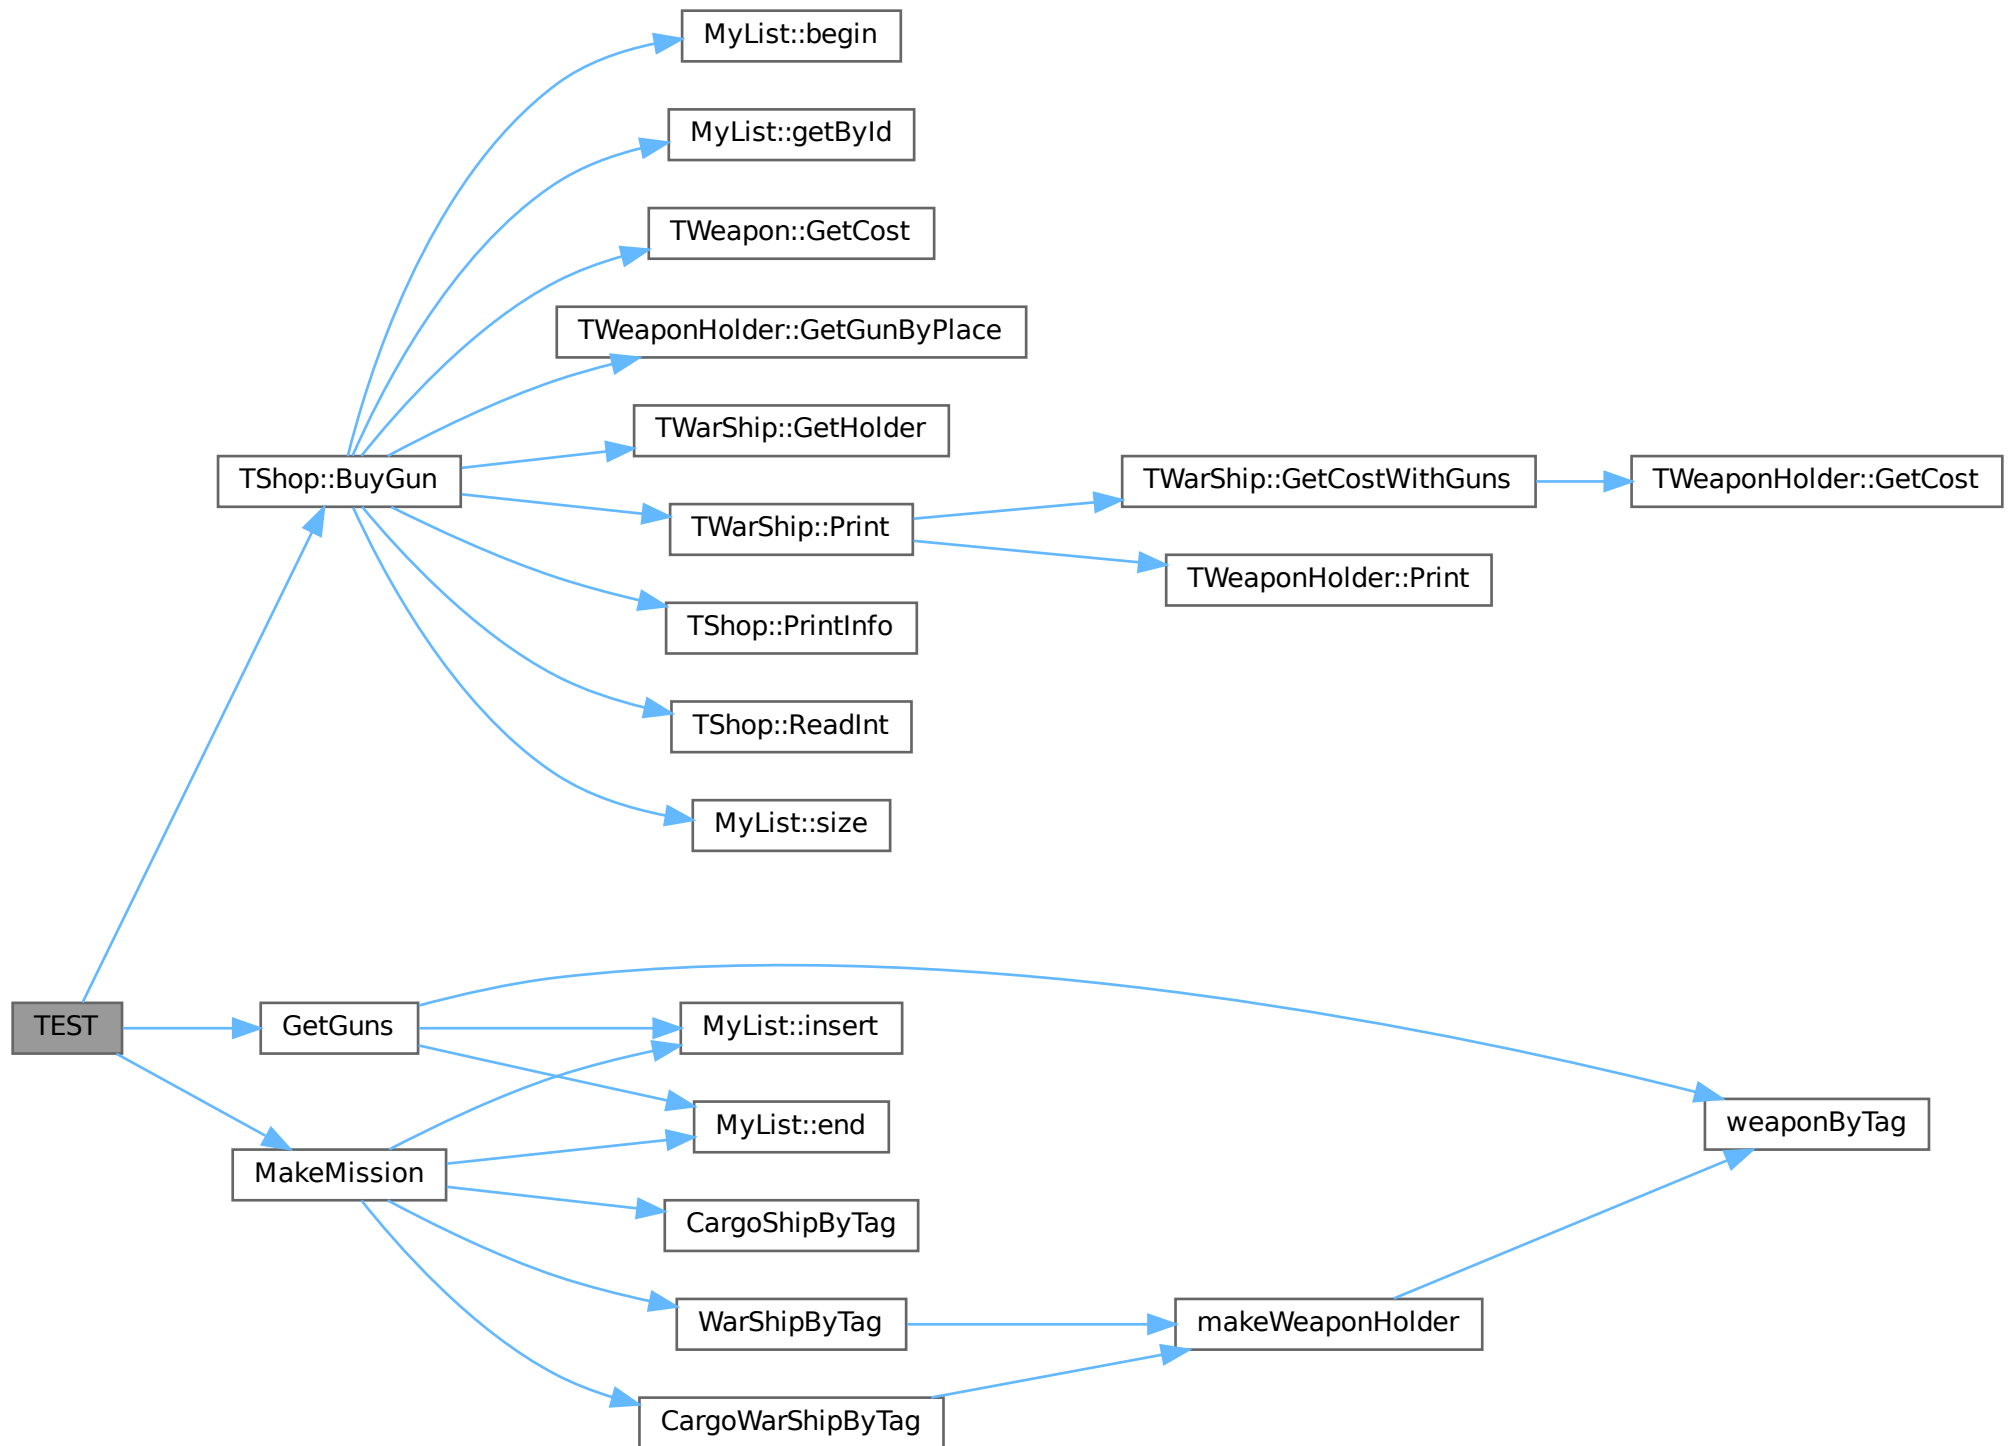 MyList::begin
MyList::getById
TWeapon::GetCost
TWeaponHolder::GetGunByPlace
TWarShip::GetHolder
TShop::BuyGun
TWarShip::GetCostWithGuns
TWeaponHolder::GetCost
TWarShip::Print
TWeaponHolder::Print
TShop::PrintInfo
TShop::ReadInt
MyList::size
TEST
GetGuns
MyList::insert
MyList::end
weaponByTag
MakeMission
CargoShipByTag
WarShipByTag
makeWeaponHolder
CargoWarShipByTag